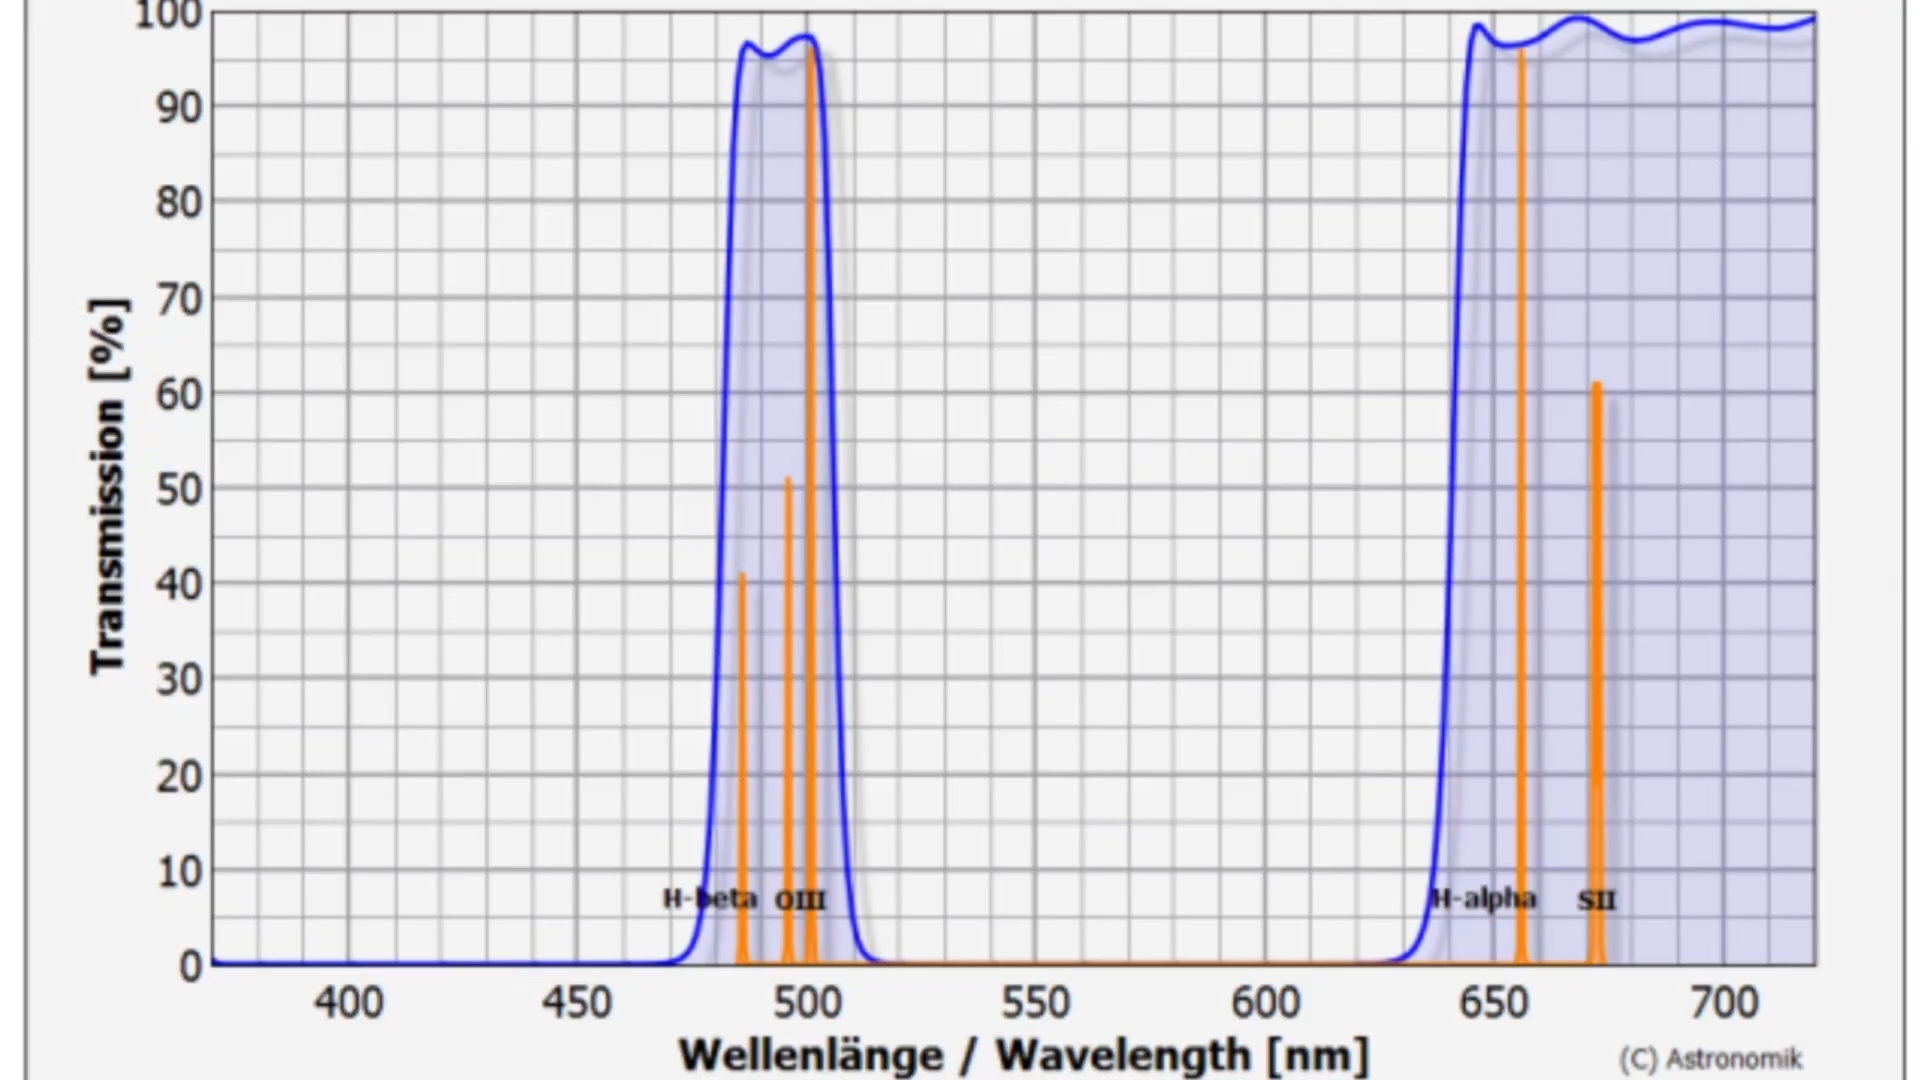 100
90
80
70
60
50
40
30
20
10
0
Transmission [%]
H-beta OIII H-alpha SII
400 450 500 550 600 650 700
Wellenlänge / Wavelength [nm]
(C) Astronomik